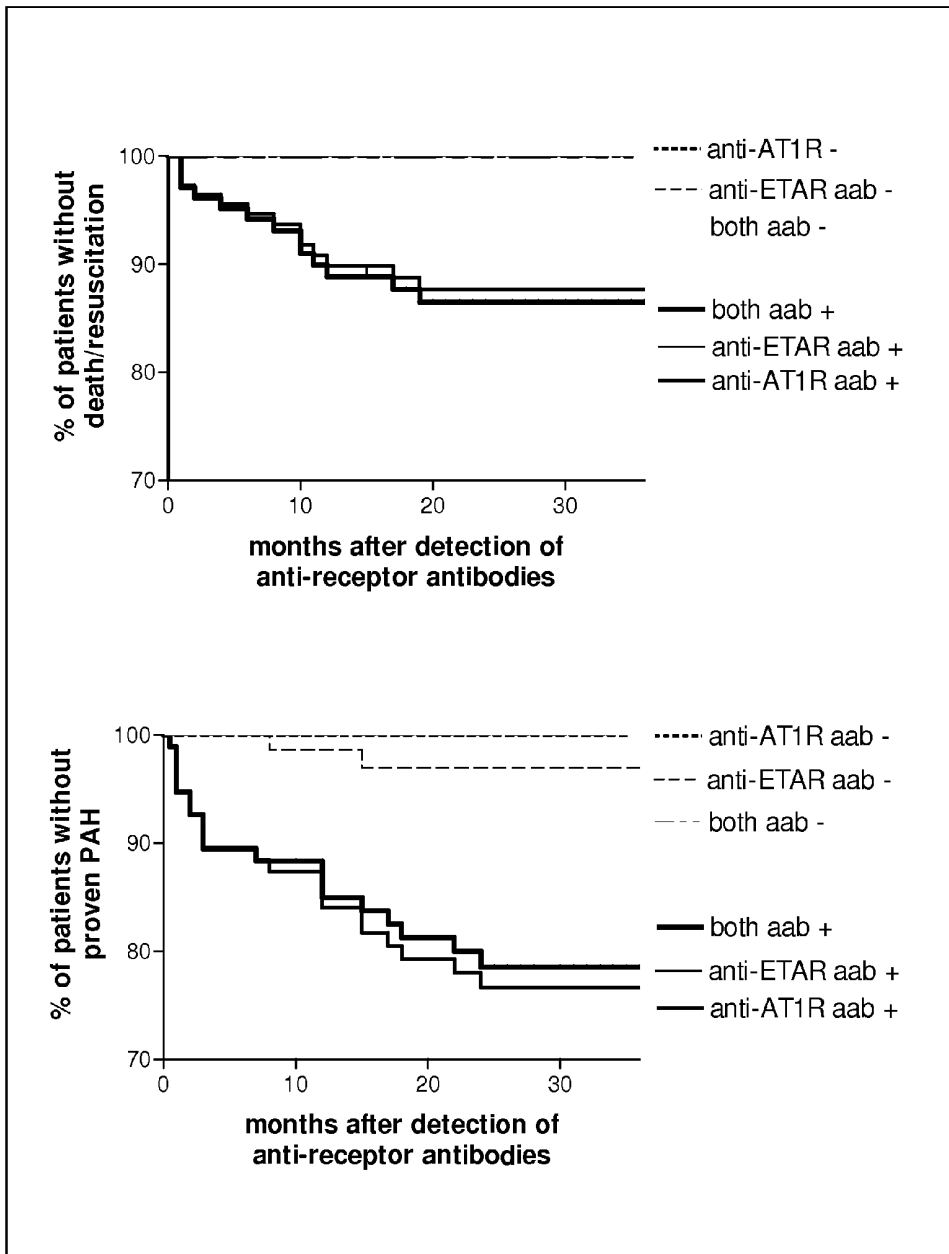 % of patients without
death/resuscitation
100
90
80
70
0
10
20
30
months after detection of
anti-receptor antibodies
anti-AT1R -
anti-ETAR aab -
both aab -
both aab +
anti-ETAR aab +
anti-AT1R aab +
% of patients without
proven PAH
100
90
80
70
0
10
20
30
months after detection of
anti-receptor antibodies
anti-AT1R aab -
anti-ETAR aab -
both aab -
both aab +
anti-ETAR aab +
anti-AT1R aab +